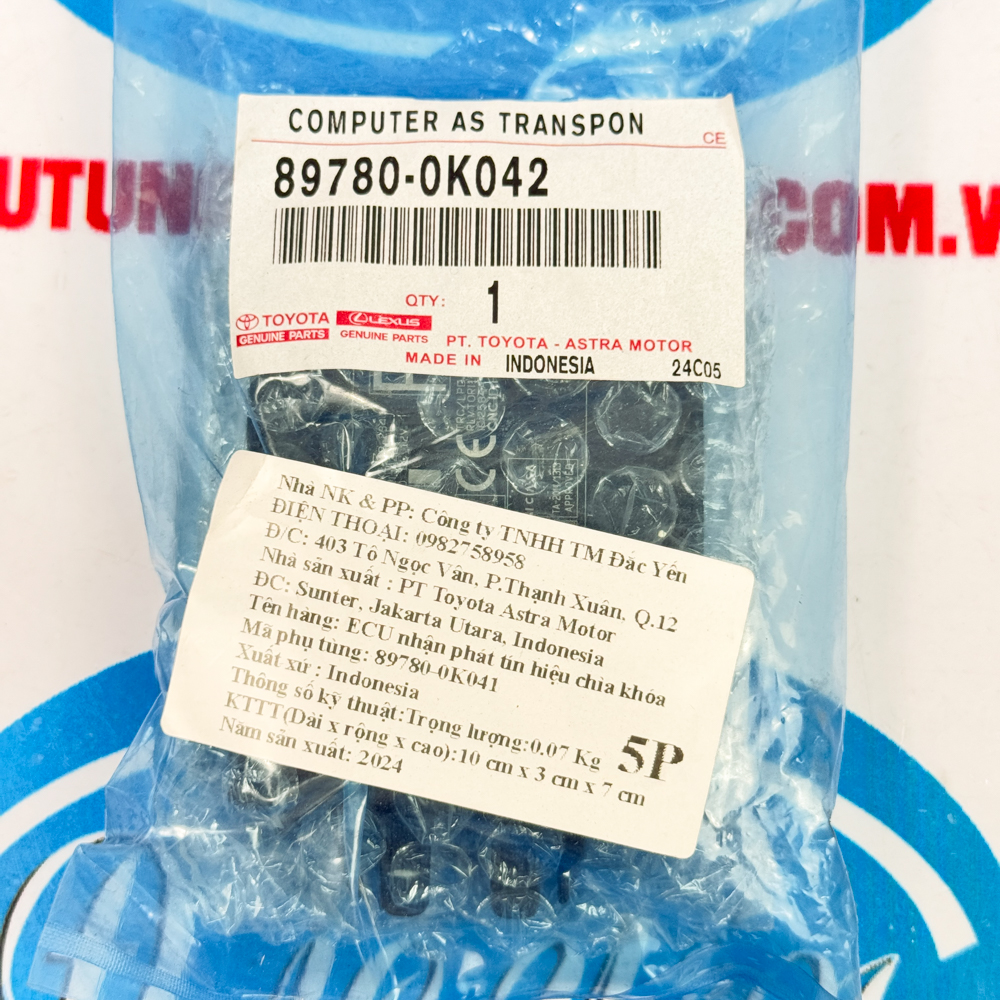 COMPUTER AS TRANSPON
CE
89780-0K042
UTUN
COM.V
QTY: 1
TOYOTA
GENUINE PARTS
LEXUS
GENUINE PARTS
PT. TOYOTA - ASTRA MOTOR
MADE IN INDONESIA
24C05
CE
Nhà NK & PP: Công ty TNHH TM Đắc Yến
ĐIỆN THOẠI: 0982758958
Đ/C: 403 Tô Ngọc Vân, P.Thạnh Xuân, Q.12
Nhà sản xuất : PT Toyota Astra Motor
ĐC: Sunter, Jakarta Utara, Indonesia
Tên hàng: ECU nhận phát tín hiệu chìa khóa
Mã phụ tùng: 89780-0K041
Xuất xứ : Indonesia
Thông số kỹ thuật:Trọng lượng:0.07 Kg
KTTT(Dài x rộng x cao):10 cm x 3 cm x 7 cm
Năm sản xuất: 2024
5P